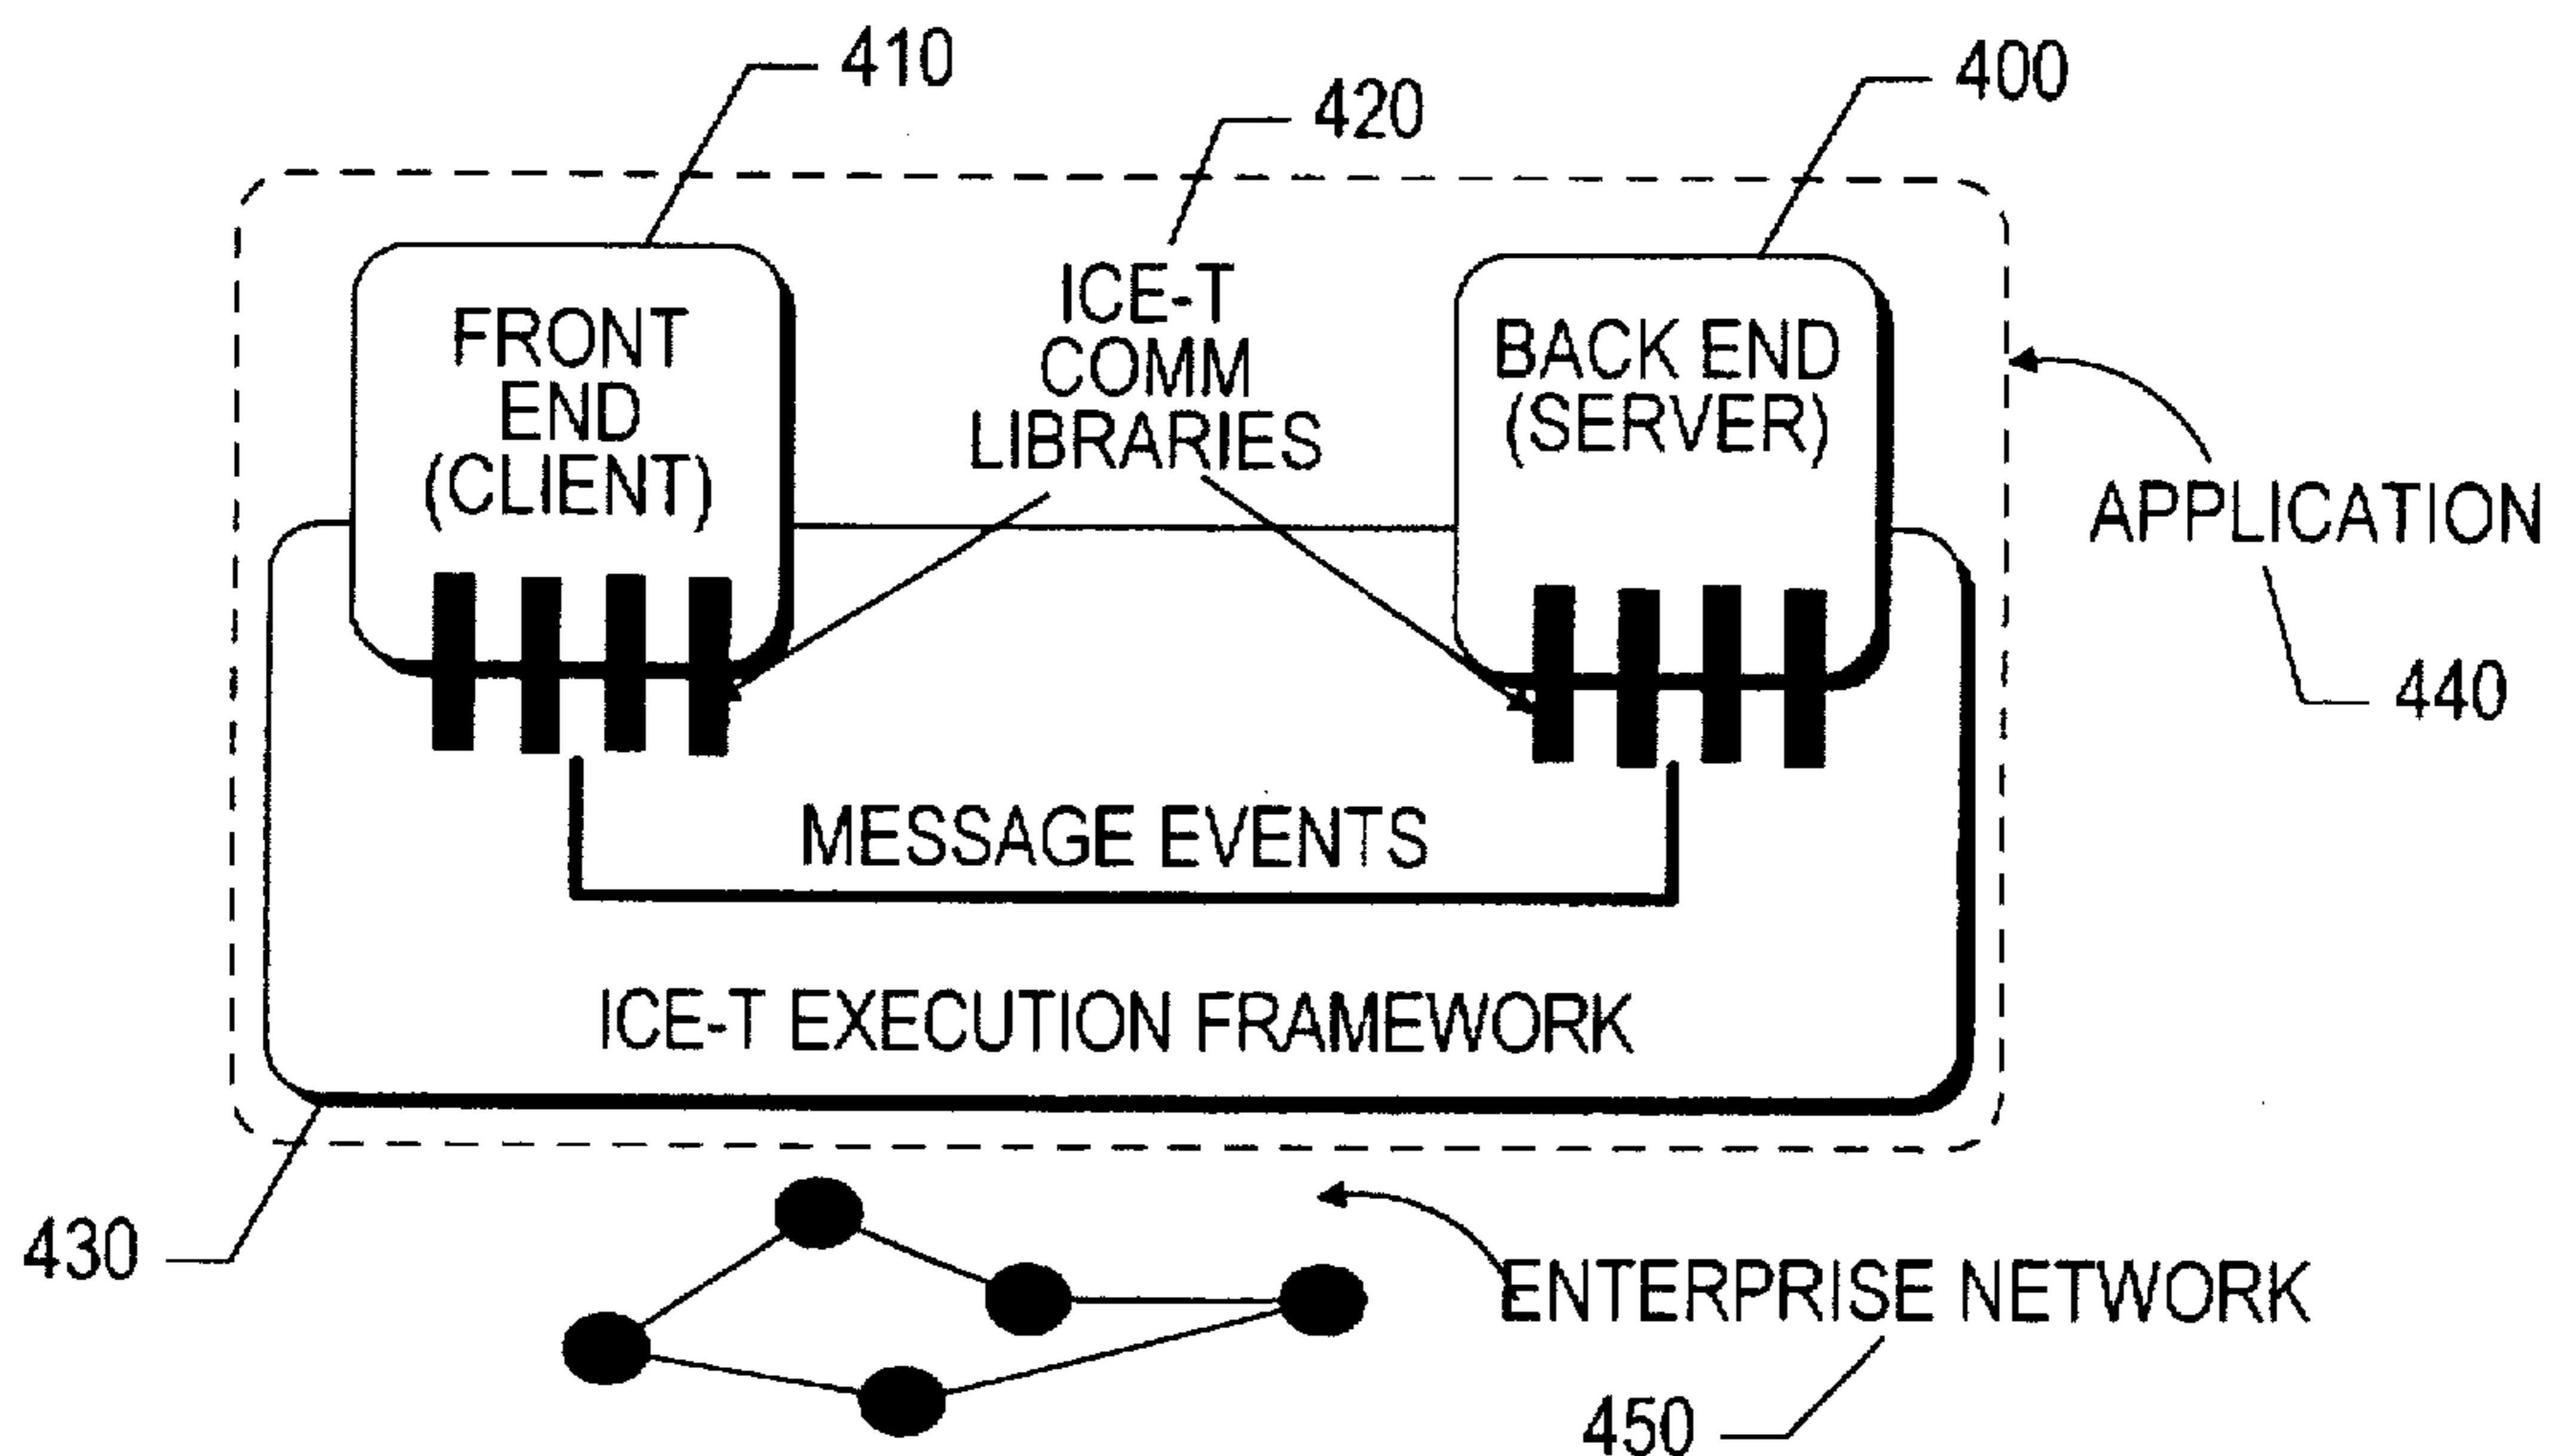 410
400
420
FRONT
END
(CLIENT)
ICE-T
COMM
LIBRARIES
BACK END
(SERVER)
APPLICATION
440
MESSAGE EVENTS
ICE-T EXECUTION FRAMEWORK
430
ENTERPRISE NETWORK
450